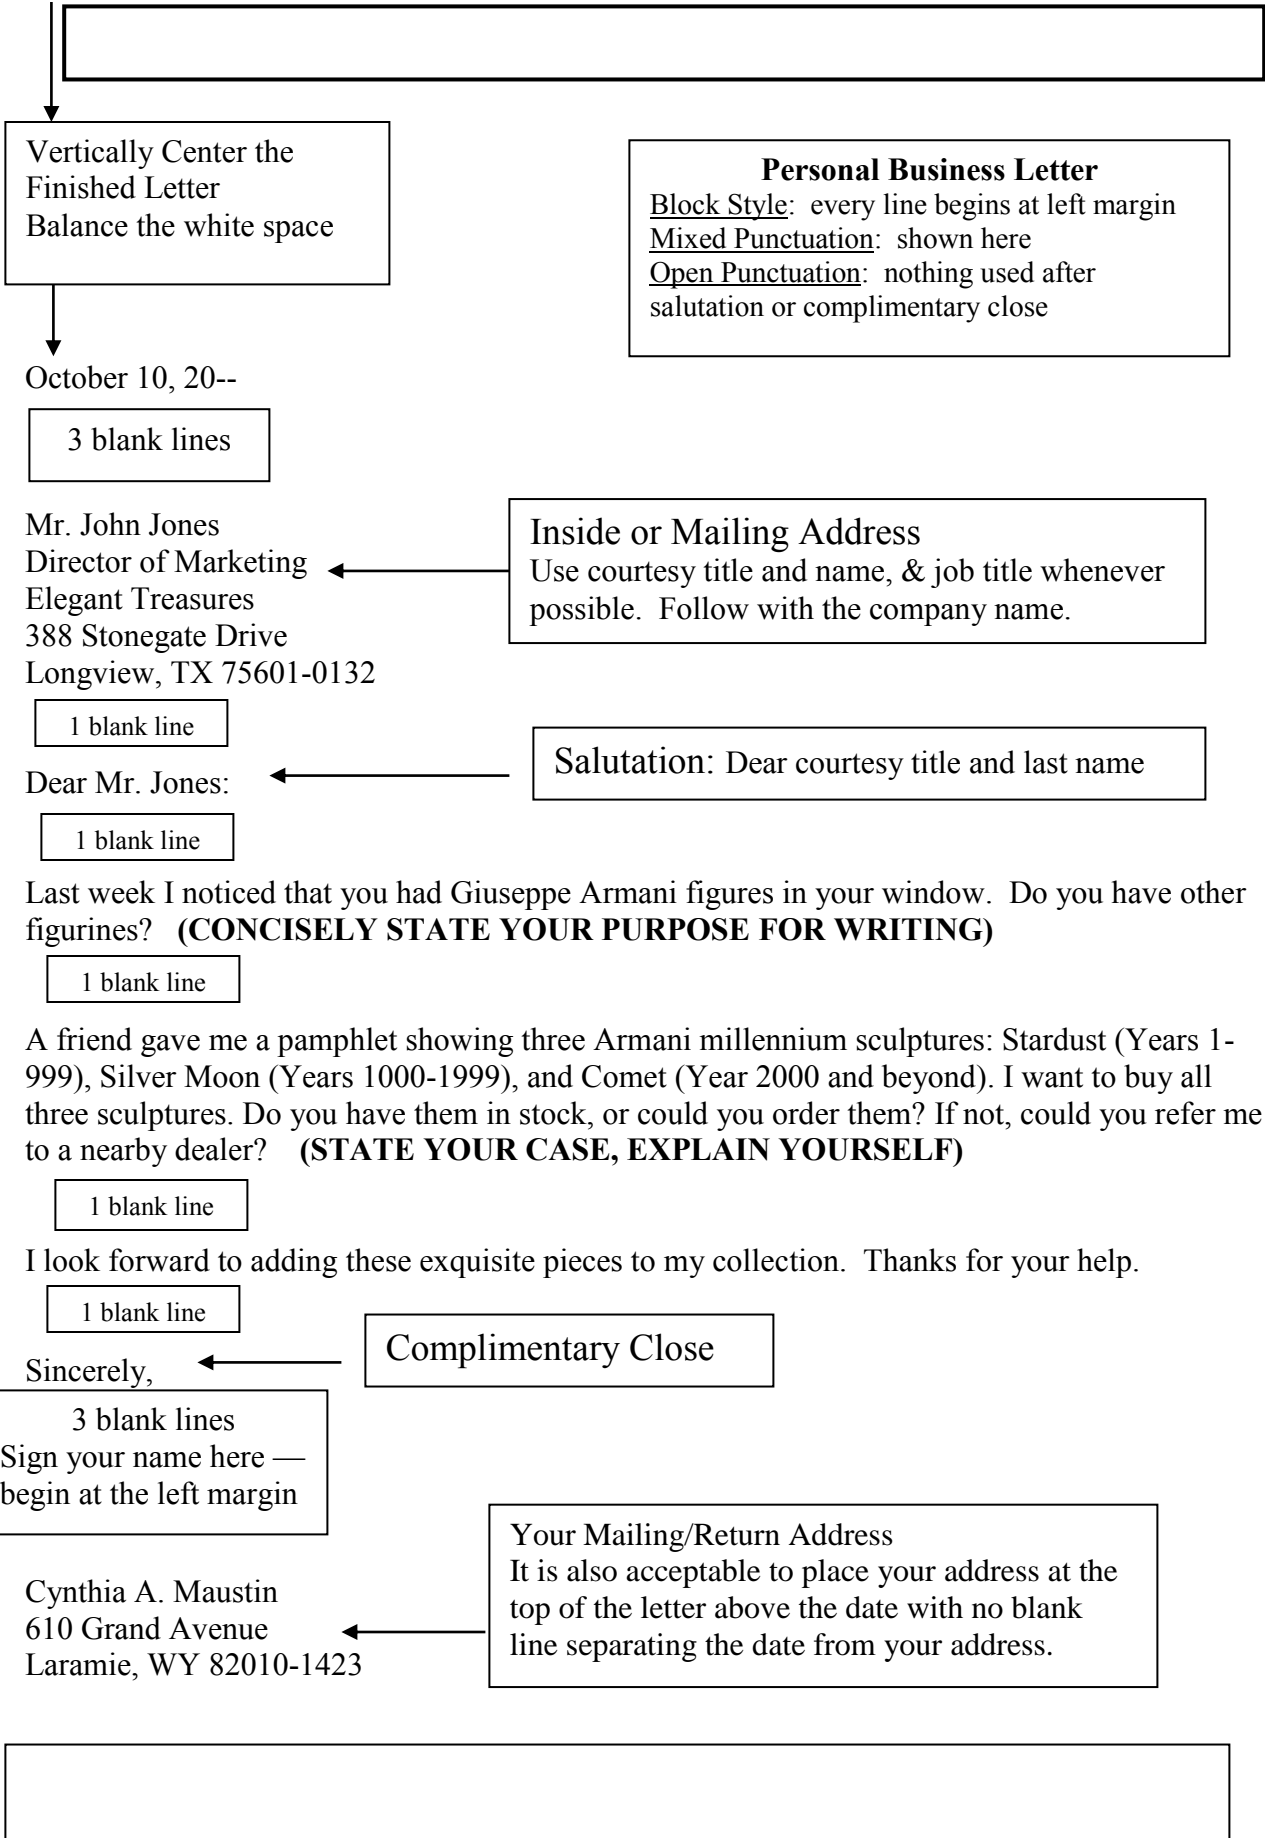 Vertically Center the
Finished Letter
Balance the white space
Personal Business Letter
Block Style:  every line begins at left margin
Mixed Punctuation:  shown here
Open Punctuation:  nothing used after
salutation or complimentary close
October 10, 20--
3 blank lines
Mr. John Jones
Director of Marketing
Elegant Treasures
388 Stonegate Drive
Longview, TX 75601-0132
Inside or Mailing Address
Use courtesy title and name, & job title whenever
possible.  Follow with the company name.
1 blank line
Dear Mr. Jones:
Salutation: Dear courtesy title and last name
1 blank line
Last week I noticed that you had Giuseppe Armani figures in your window.  Do you have other
figurines?   (CONCISELY STATE YOUR PURPOSE FOR WRITING)
1 blank line
A friend gave me a pamphlet showing three Armani millennium sculptures: Stardust (Years 1-
999), Silver Moon (Years 1000-1999), and Comet (Year 2000 and beyond). I want to buy all
three sculptures. Do you have them in stock, or could you order them? If not, could you refer me
to a nearby dealer?    (STATE YOUR CASE, EXPLAIN YOURSELF)
1 blank line
I look forward to adding these exquisite pieces to my collection.  Thanks for your help.
1 blank line
Sincerely,
Complimentary Close
3 blank lines
Sign your name here —
begin at the left margin
Cynthia A. Maustin
610 Grand Avenue
Laramie, WY 82010-1423
Your Mailing/Return Address
It is also acceptable to place your address at the
top of the letter above the date with no blank
line separating the date from your address.